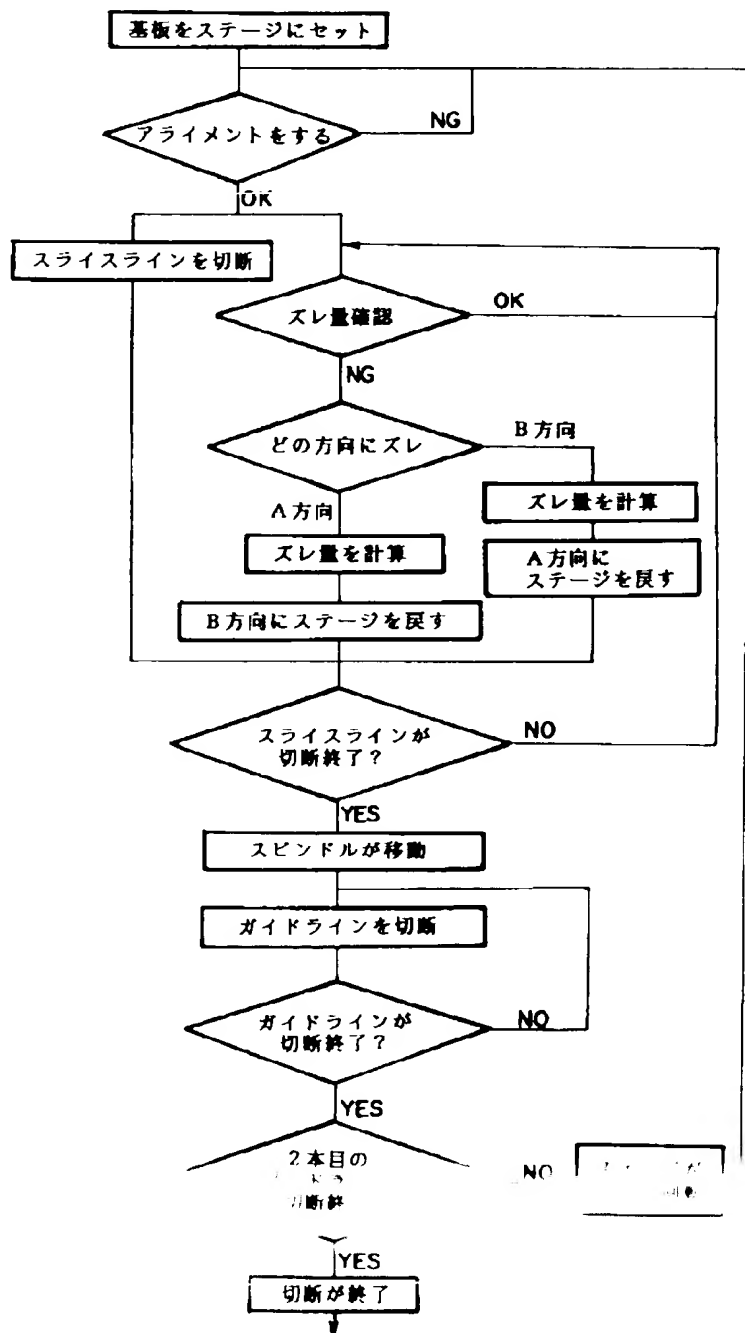 基板をステージにセット
アライメントをする
NG
OK
スライスラインを切断
ズレ量確認
OK
NG
どの方向にズレ
B方向
A方向
ズレ量を計算
ズレ量を計算
A方向に
ステージを戻す
B方向にステージを戻す
スライスラインが
切断終了?
NO
YES
スピンドルが移動
ガイドラインを切断
ガイドラインが
切断終了?
NO
YES
2本目の
切断終
NO
YES
切断が終了